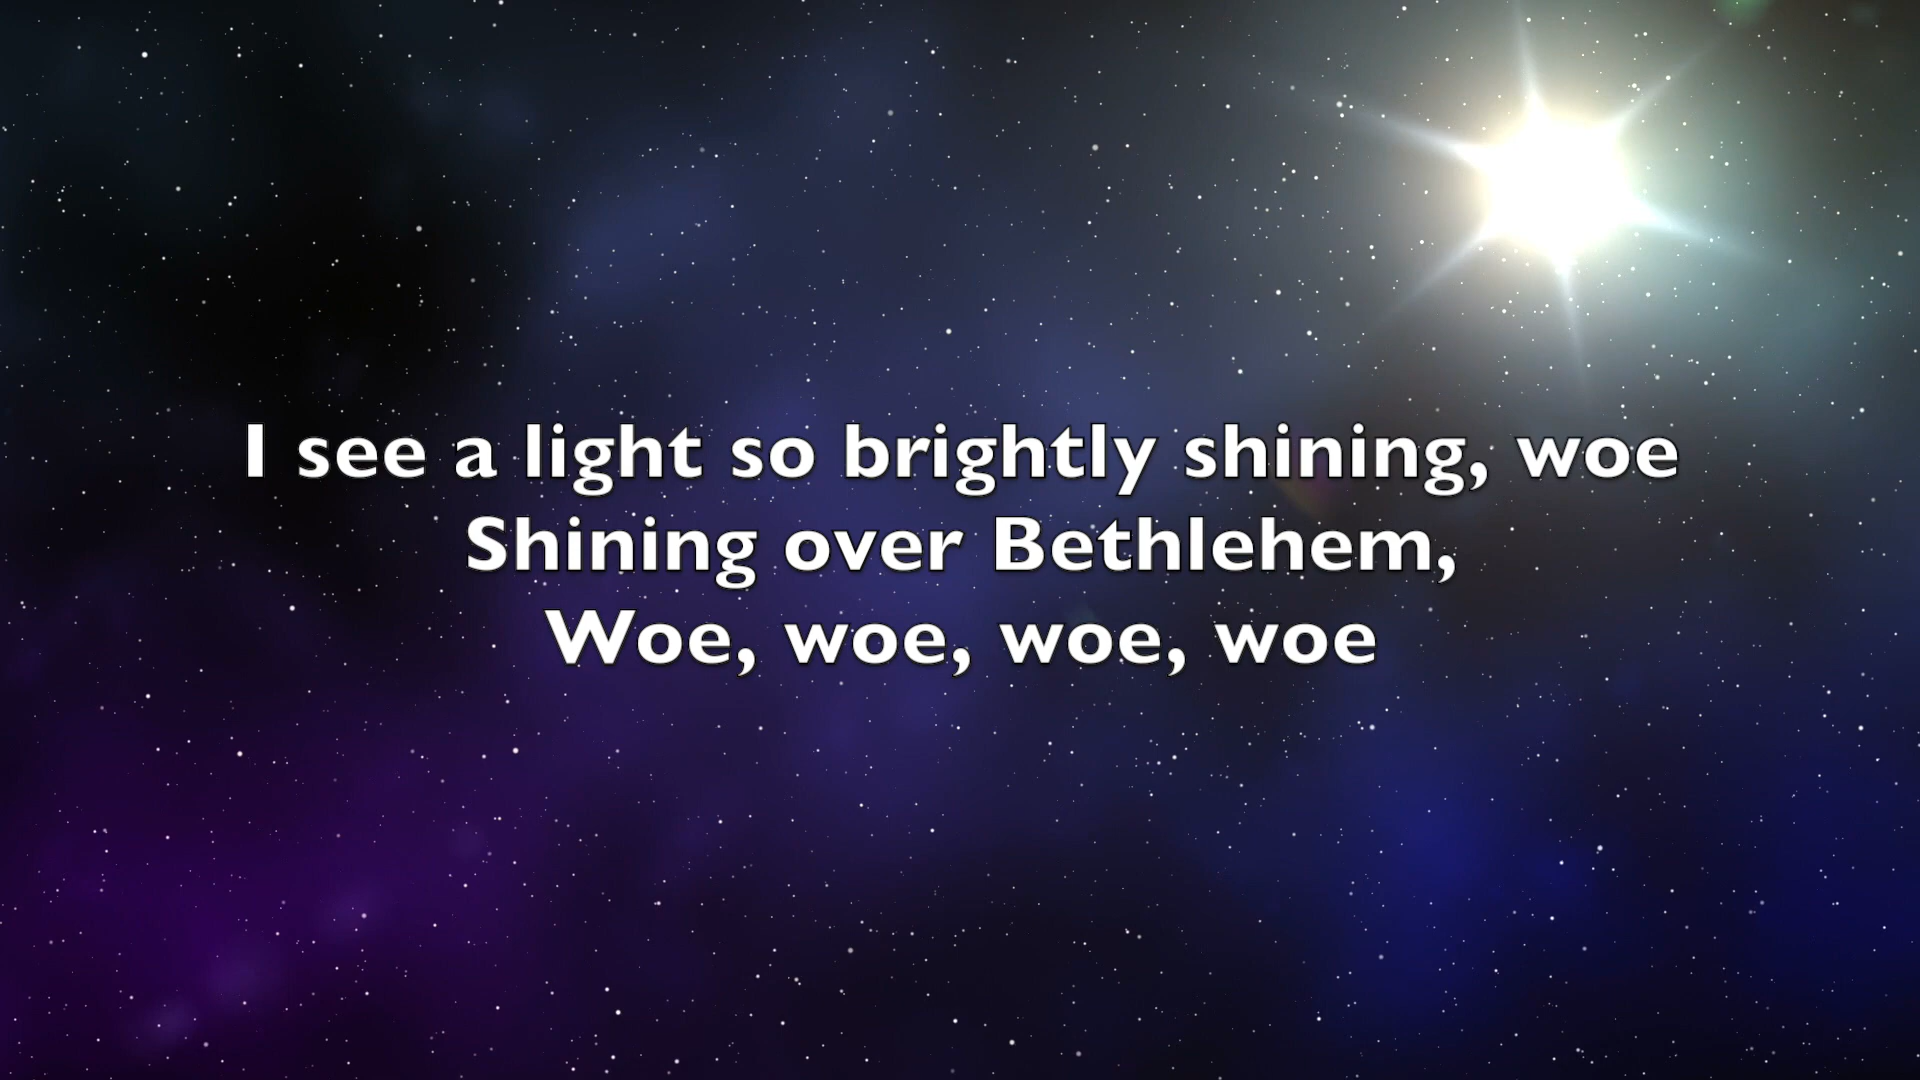 I see a light so brightly shining, woe
Shining over Bethlehem,
Woe, woe, woe, woe